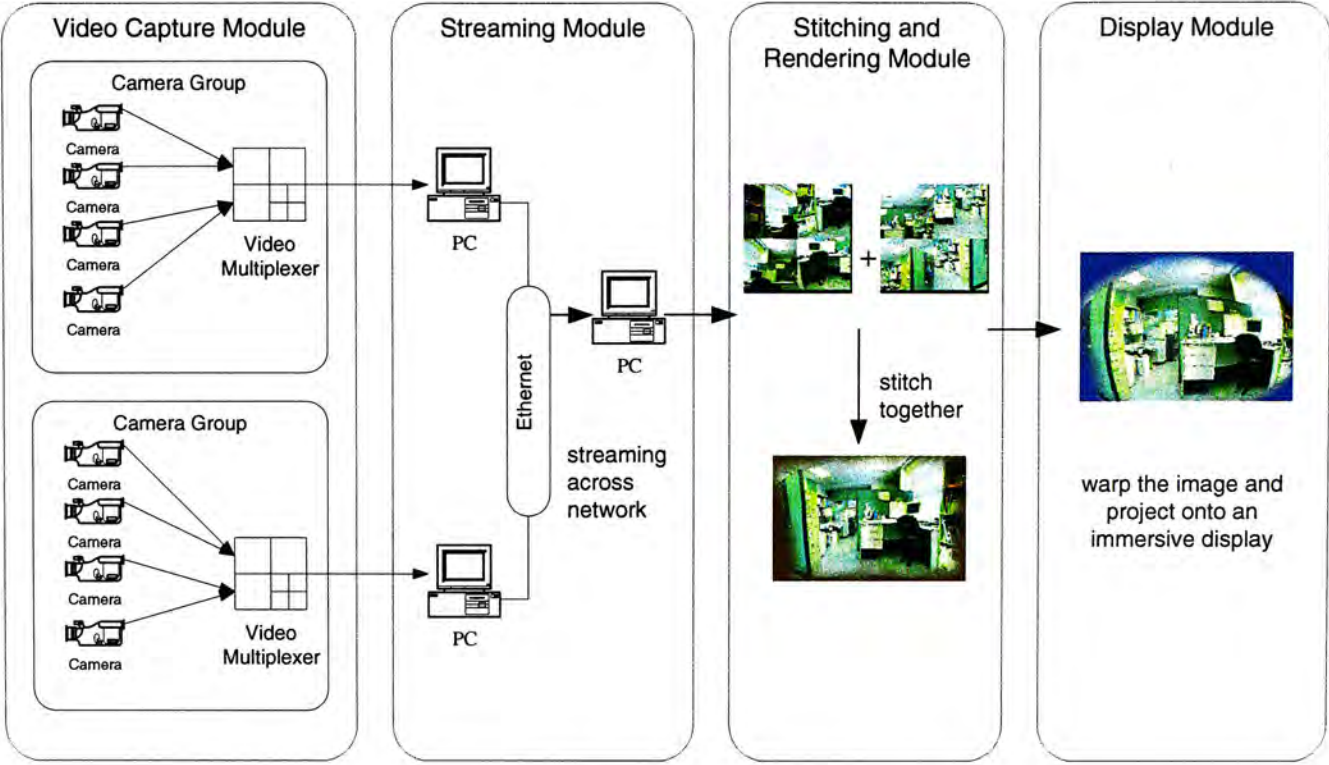 Video Capture Module
Camera Group
Camera
Camera
Camera
Camera
Video
Multiplexer
Camera Group
Camera
Camera
Camera
Camera
Video
Multiplexer
Streaming Module
PC
Ethernet
PC
streaming
across
network
PC
Stitching and
Rendering Module
+
stitch
together
Display Module
warp the image and
project onto an
immersive display